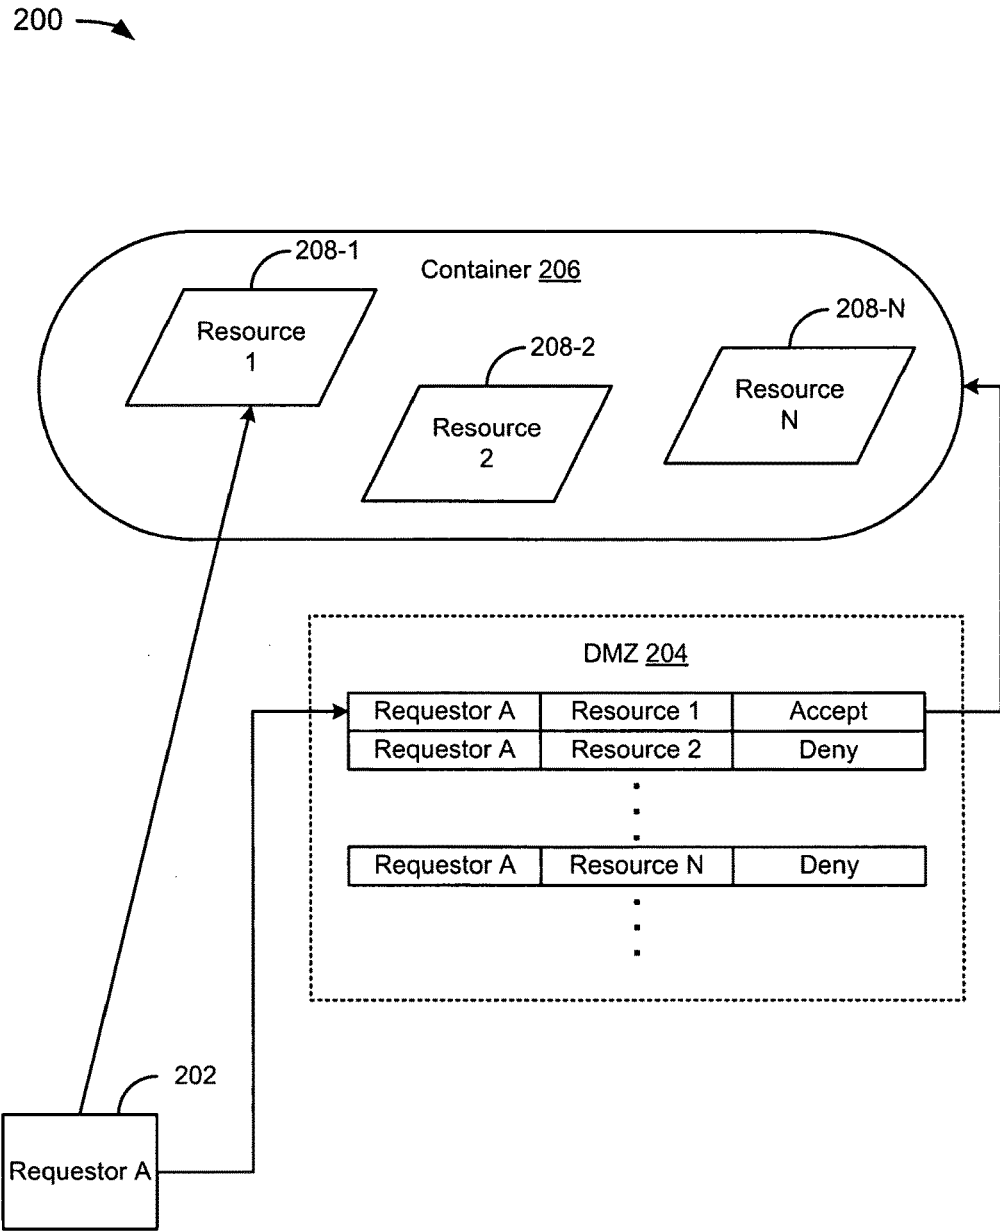 200
208-1
Container 206
208-N
Resource
1
208-2
Resource
N
Resource
2
DMZ 204
Requestor A Resource 1 Accept
Requestor A Resource 2 Deny
Requestor A Resource N Deny
202
Requestor A